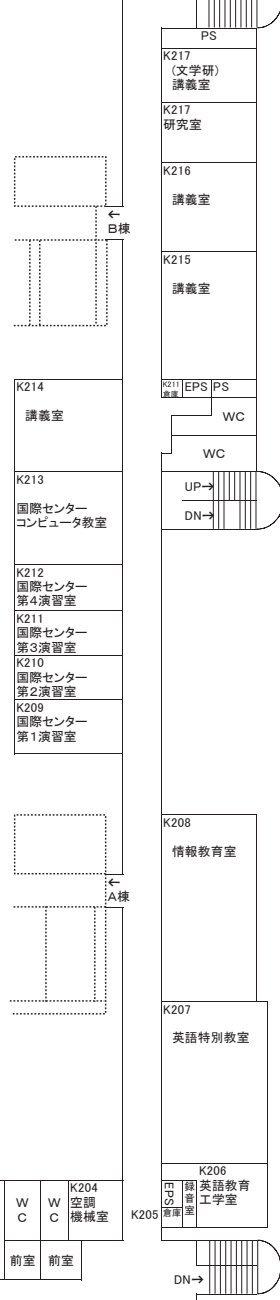 PS
K217
（文学研）
講義室
K217
研究室
K216
講義室
←
B棟
K215
講義室
K214
講義室
K211
倉庫
EPS
PS
WC
WC
K213
国際センター
コンピュータ教室
UP→
DN→
K212
国際センター
第4演習室
K211
国際センター
第3演習室
K210
国際センター
第2演習室
K209
国際センター
第1演習室
K208
情報教育室
←
A棟
K207
英語特別教室
K206
英語教育
工学室
録音室
EPS
倉庫
K205
K204
空調
機械室
WC
WC
前室
前室
DN→